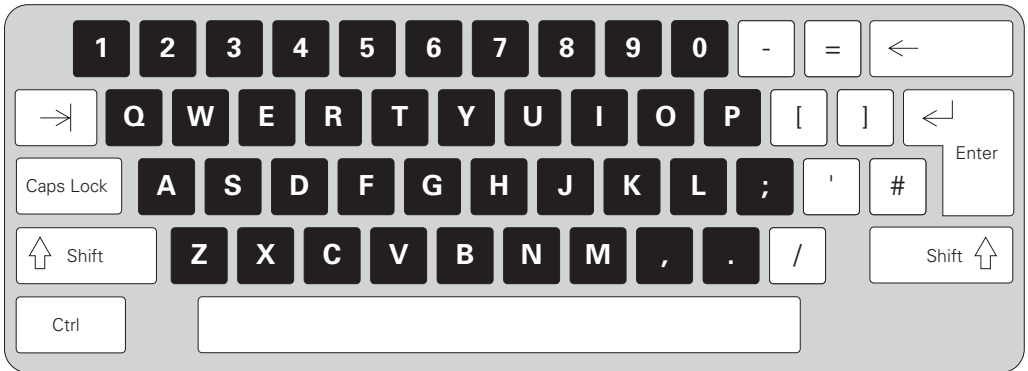 1 2 3 4 5 6 7 8 9 0 - =
Q W E R T Y U I O P [ ]
Enter
Caps Lock A S D F G H J K L ; ' #
Shift Z X C V B N M , . / Shift
Ctrl